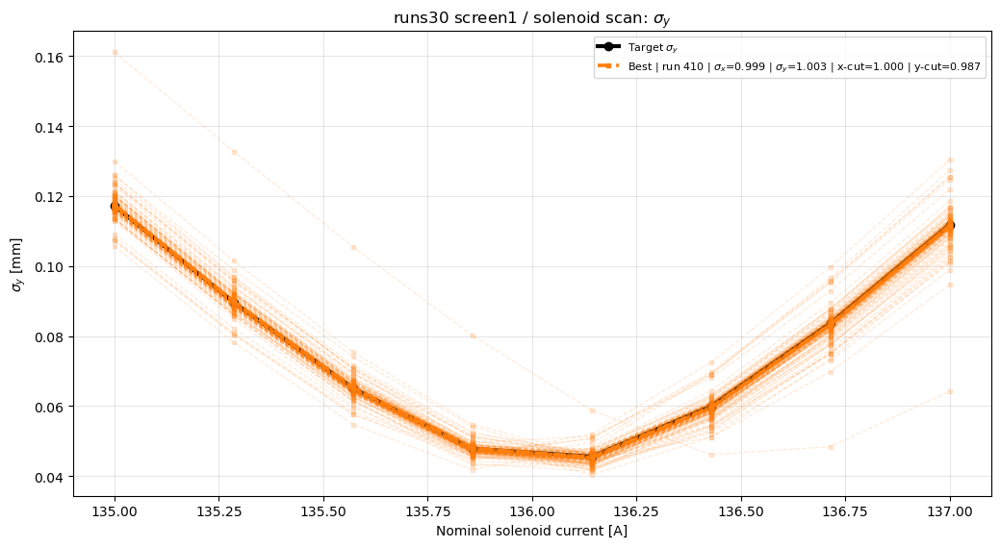 runs30 screen1 / solenoid scan: σy
Target σy
Best | run 410 | σx=0.999 | σy=1.003 | x-cut=1.000 | y-cut=0.987
0.16
0.14
0.12
0.10
0.08
0.06
0.04
σy [mm]
135.00 135.25 135.50 135.75 136.00 136.25 136.50 136.75 137.00
Nominal solenoid current [A]